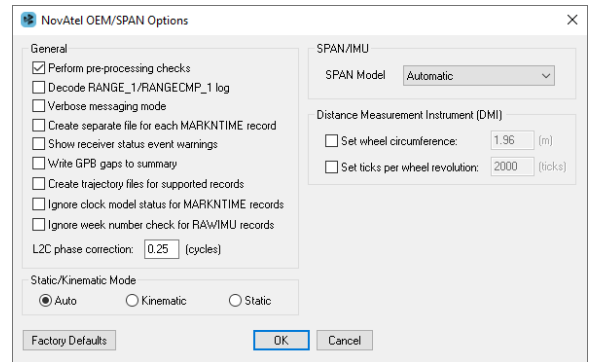 NovAtel OEM/SPAN Options
General
Perform pre-processing checks
Decode RANGE_1/RANGECMP_1 log
Verbose messaging mode
Create separate file for each MARKNTIME record
Show receiver status event warnings
Write GPB gaps to summary
Create trajectory files for supported records
Ignore clock model status for MARKNTIME records
Ignore week number check for RAWIMU records
L2C phase correction: 0.25 (cycles)
Static/Kinematic Mode
Auto Kinematic Static
SPAN/IMU
SPAN Model Automatic
Distance Measurement Instrument (DMI)
Set wheel circumference: 1.96 (m)
Set ticks per wheel revolution: 2000 (ticks)
Factory Defaults OK Cancel